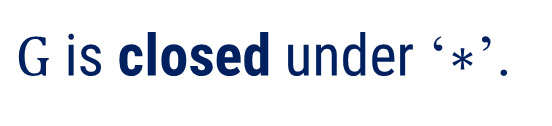 G is closed under ‘*’.